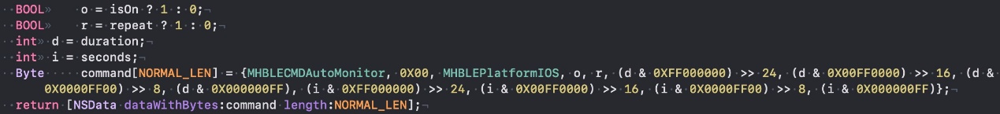 BOOL o = isOn ? 1 : 0;
BOOL r = repeat ? 1 : 0;
int d = duration;
int i = seconds;
Byte command[NORMAL_LEN] = {MHBLECMDAutoMonitor, 0X00, MHBLEPlatformIOS, o, r, (d & 0XFF000000) >> 24, (d & 0X00FF0000) >> 16, (d &
0X0000FF00) >> 8, (d & 0X000000FF), (i & 0XFF000000) >> 24, (i & 0X00FF0000) >> 16, (i & 0X0000FF00) >> 8, (i & 0X000000FF)};
return [NSData dataWithBytes:command length:NORMAL_LEN];